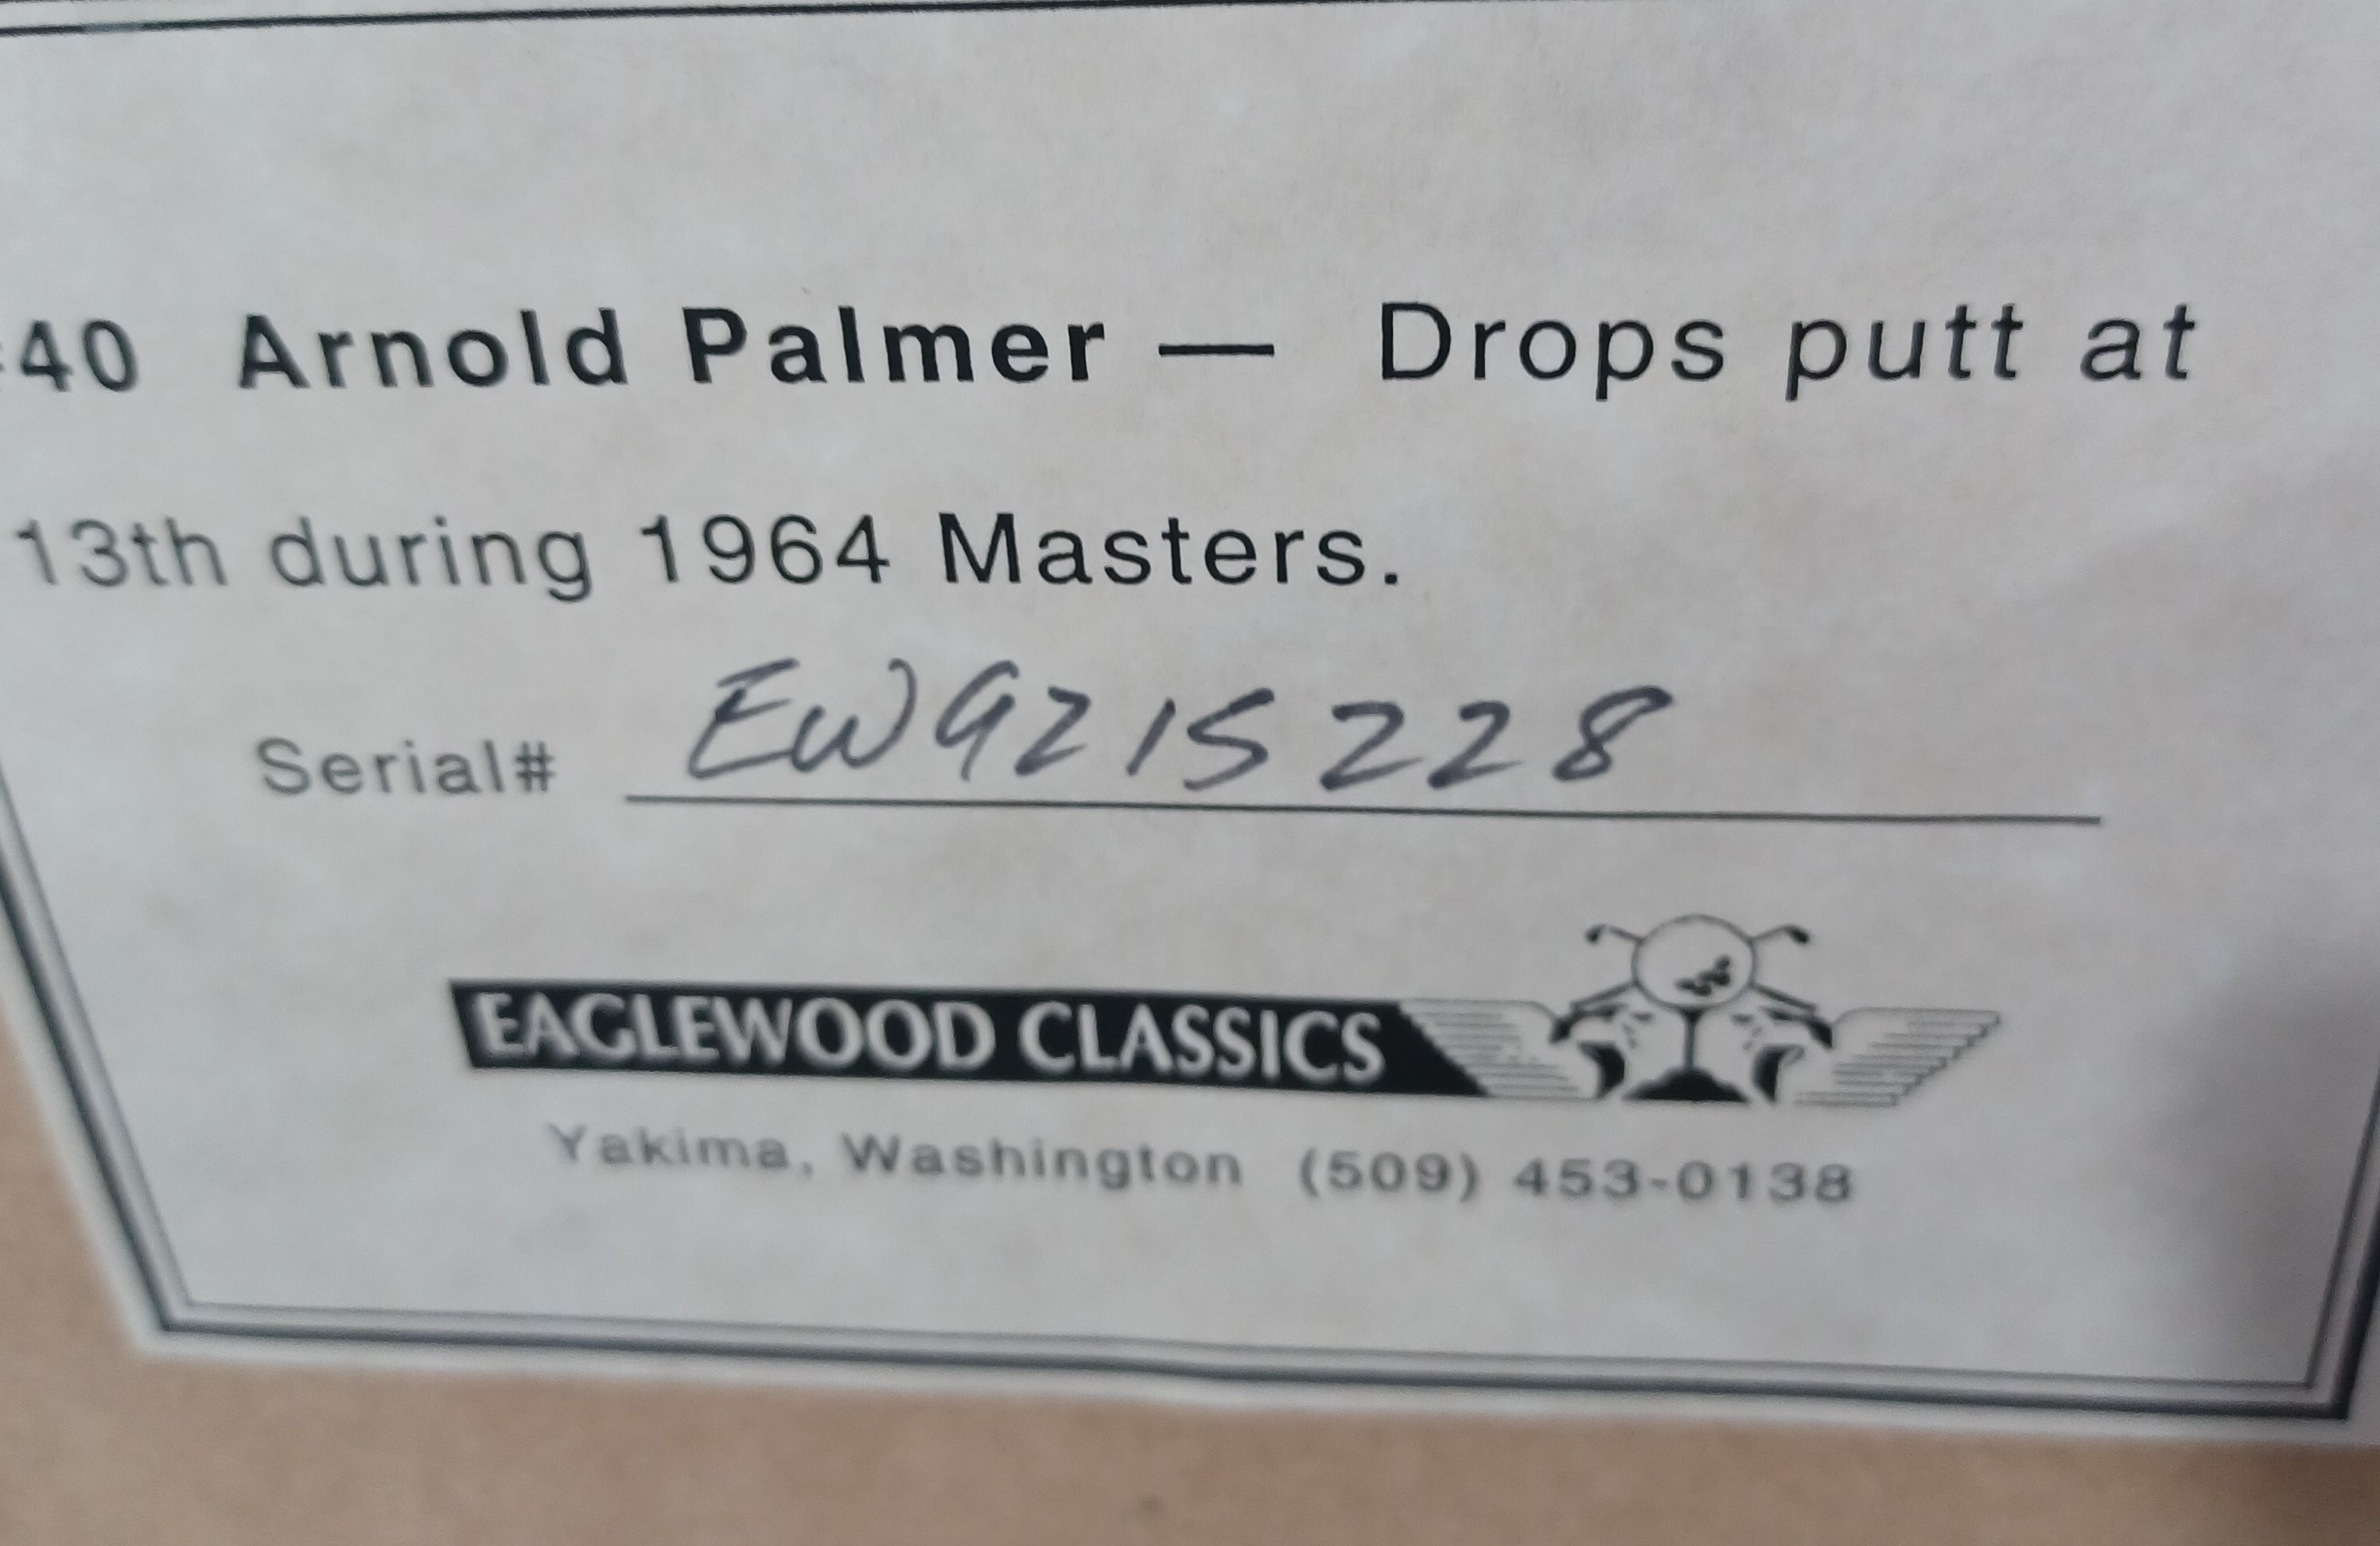 40 Arnold Palmer — Drops putt at
13th during 1964 Masters.
Serial# EW9215228
EAGLEWOOD CLASSICS
Yakima, Washington (509) 453-0138